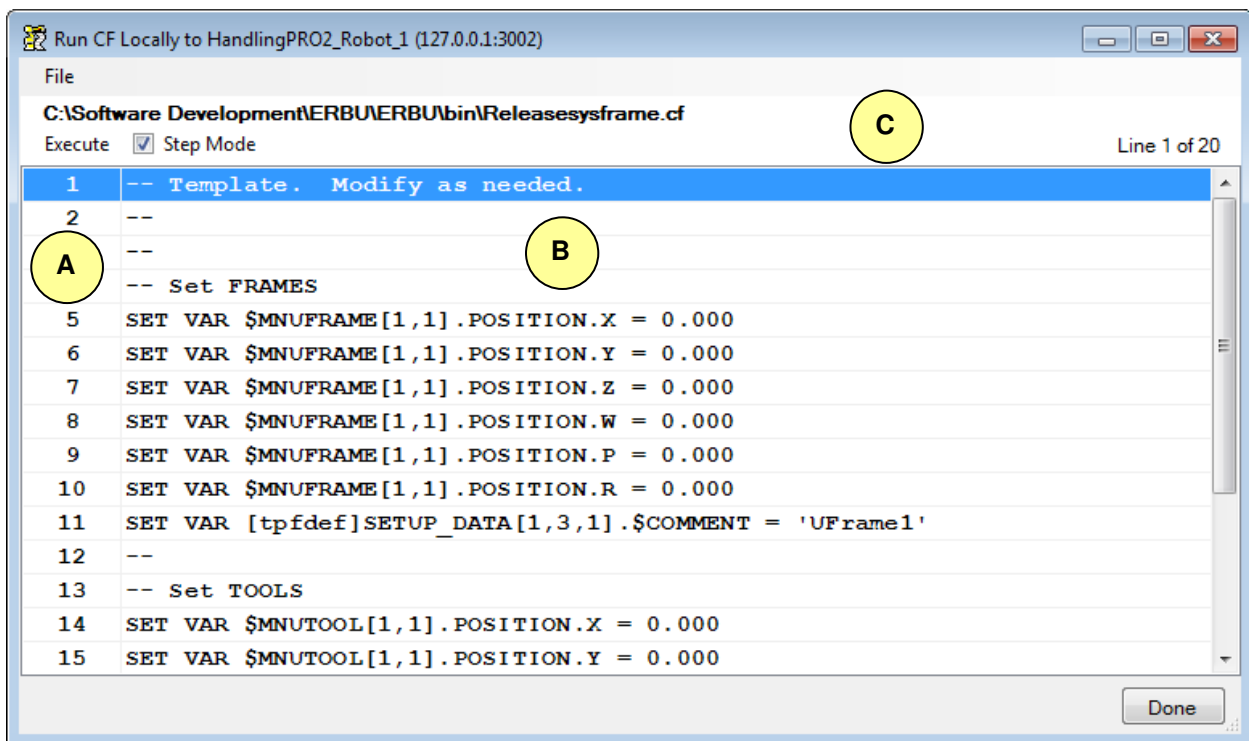 Run CF Locally to HandlingPRO2_Robot_1 (127.0.0.1:3002)
File
C:\Software Development\ERBU\ERBU\bin\Releasesysframe.cf
C
Execute Step Mode Line 1 of 20
1 -- Template. Modify as needed.
2 --
--
A B
-- Set FRAMES
5 SET VAR $MNUFRAME[1,1].POSITION.X = 0.000
6 SET VAR $MNUFRAME[1,1].POSITION.Y = 0.000
7 SET VAR $MNUFRAME[1,1].POSITION.Z = 0.000
8 SET VAR $MNUFRAME[1,1].POSITION.W = 0.000
9 SET VAR $MNUFRAME[1,1].POSITION.P = 0.000
10 SET VAR $MNUFRAME[1,1].POSITION.R = 0.000
11 SET VAR [tpfdef]SETUP_DATA[1,3,1].$COMMENT = 'UFrame1'
12 --
13 -- Set TOOLS
14 SET VAR $MNUTOOL[1,1].POSITION.X = 0.000
15 SET VAR $MNUTOOL[1,1].POSITION.Y = 0.000
Done